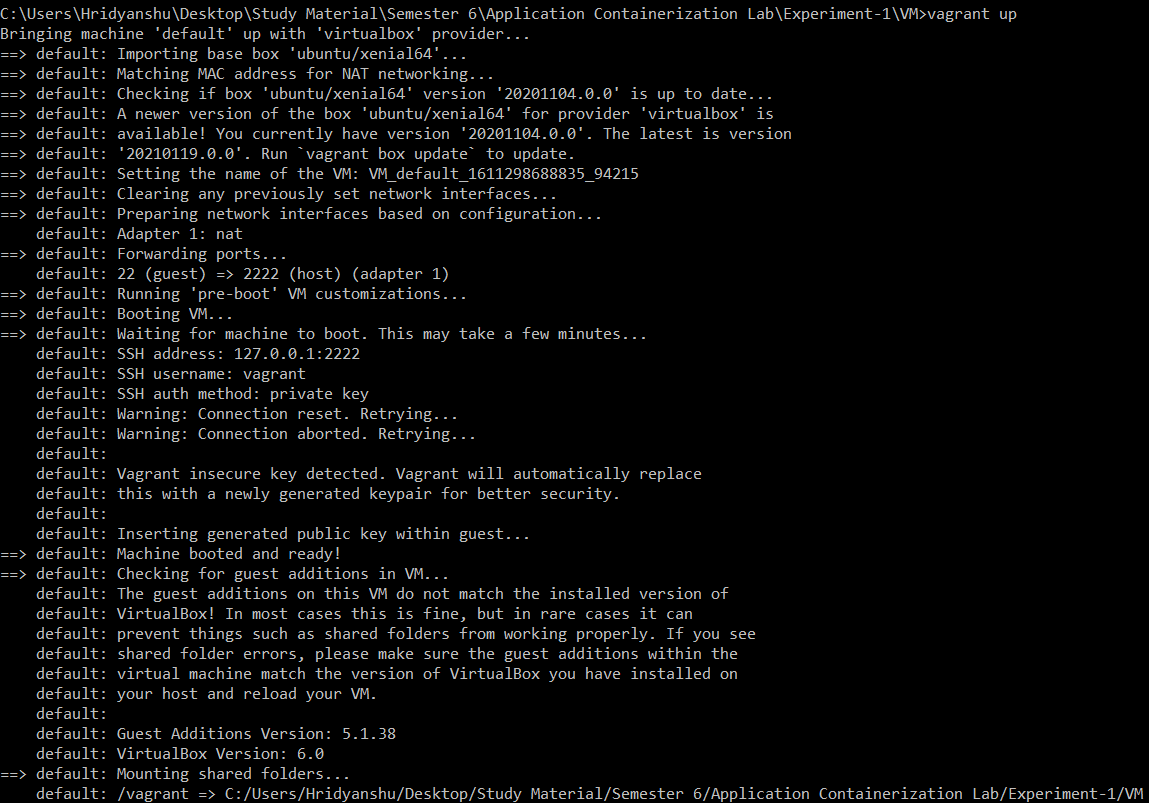 C:\Users\Hridyanshu\Desktop\Study Material\Semester 6\Application Containerization Lab\Experiment-1\VM>vagrant up
Bringing machine 'default' up with 'virtualbox' provider...
==> default: Importing base box 'ubuntu/xenial64'...
==> default: Matching MAC address for NAT networking...
==> default: Checking if box 'ubuntu/xenial64' version '20201104.0.0' is up to date...
==> default: A newer version of the box 'ubuntu/xenial64' for provider 'virtualbox' is
==> default: available! You currently have version '20201104.0.0'. The latest is version
==> default: '20210119.0.0'. Run `vagrant box update` to update.
==> default: Setting the name of the VM: VM_default_1611298688835_94215
==> default: Clearing any previously set network interfaces...
==> default: Preparing network interfaces based on configuration...
    default: Adapter 1: nat
==> default: Forwarding ports...
    default: 22 (guest) => 2222 (host) (adapter 1)
==> default: Running 'pre-boot' VM customizations...
==> default: Booting VM...
==> default: Waiting for machine to boot. This may take a few minutes...
    default: SSH address: 127.0.0.1:2222
    default: SSH username: vagrant
    default: SSH auth method: private key
    default: Warning: Connection reset. Retrying...
    default: Warning: Connection aborted. Retrying...
    default:
    default: Vagrant insecure key detected. Vagrant will automatically replace
    default: this with a newly generated keypair for better security.
    default:
    default: Inserting generated public key within guest...
==> default: Machine booted and ready!
==> default: Checking for guest additions in VM...
    default: The guest additions on this VM do not match the installed version of
    default: VirtualBox! In most cases this is fine, but in rare cases it can
    default: prevent things such as shared folders from working properly. If you see
    default: shared folder errors, please make sure the guest additions within the
    default: virtual machine match the version of VirtualBox you have installed on
    default: your host and reload your VM.
    default:
    default: Guest Additions Version: 5.1.38
    default: VirtualBox Version: 6.0
==> default: Mounting shared folders...
    default: /vagrant => C:/Users/Hridyanshu/Desktop/Study Material/Semester 6/Application Containerization Lab/Experiment-1/VM